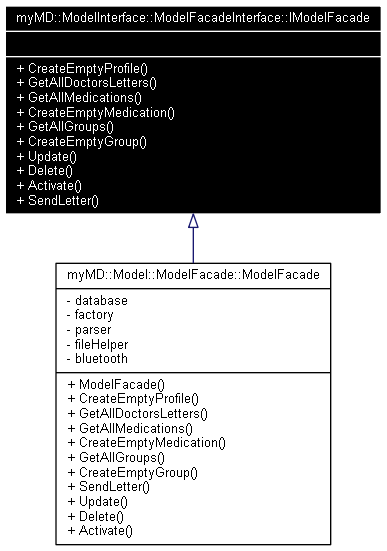 myMD::ModelInterface::ModelFacadeInterface::IModelFacade
+ CreateEmptyProfile()
+ GetAllDoctorsLetters()
+ GetAllMedications()
+ CreateEmptyMedication()
+ GetAllGroups()
+ CreateEmptyGroup()
+ Update()
+ Delete()
+ Activate()
+ SendLetter()
myMD::Model::ModelFacade::ModelFacade
- database
- factory
- parser
- fileHelper
- bluetooth
+ ModelFacade()
+ CreateEmptyProfile()
+ GetAllDoctorsLetters()
+ GetAllMedications()
+ CreateEmptyMedication()
+ GetAllGroups()
+ CreateEmptyGroup()
+ SendLetter()
+ Update()
+ Delete()
+ Activate()